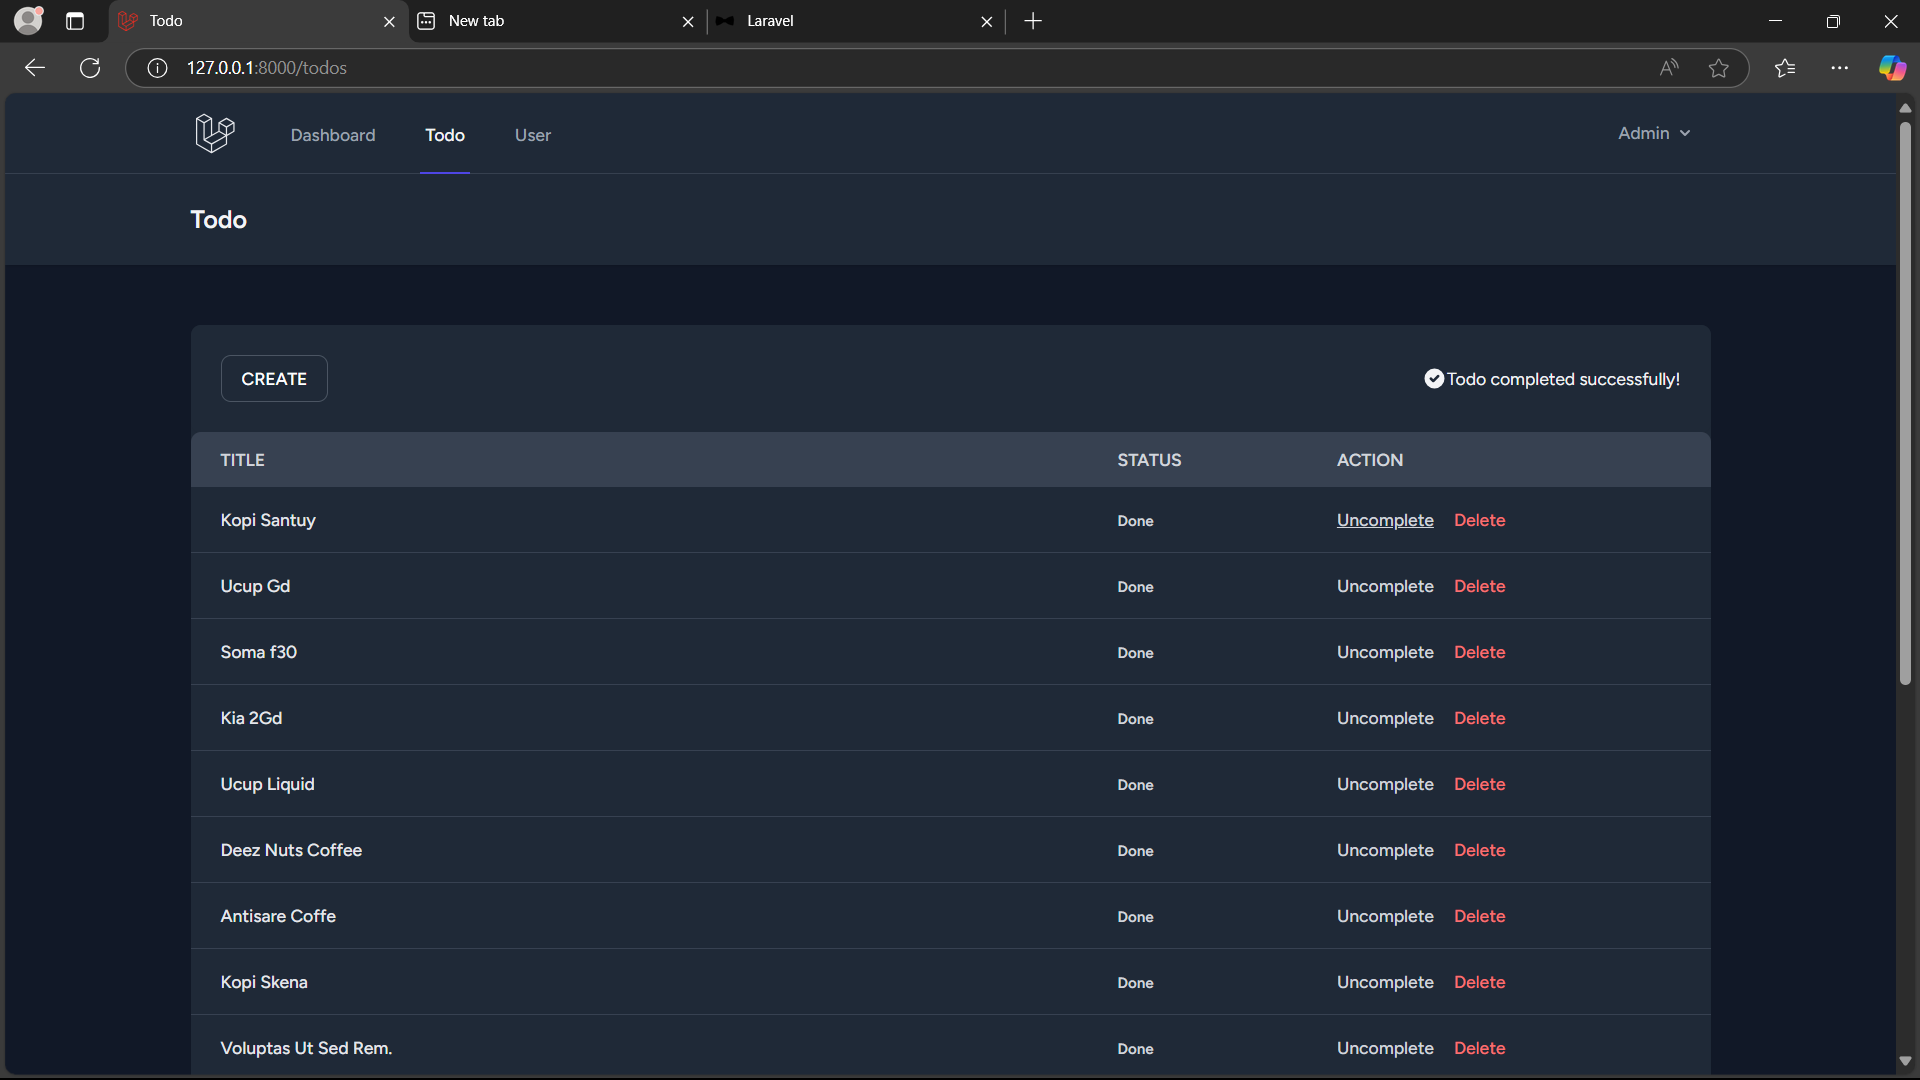 Todo
New tab
Laravel
127.0.0.1:8000/todos
Dashboard Todo User Admin
Todo
CREATE
Todo completed successfully!
TITLE STATUS ACTION
Kopi Santuy Done Uncomplete Delete
Ucup Gd Done Uncomplete Delete
Soma f30 Done Uncomplete Delete
Kia 2Gd Done Uncomplete Delete
Ucup Liquid Done Uncomplete Delete
Deez Nuts Coffee Done Uncomplete Delete
Antisare Coffe Done Uncomplete Delete
Kopi Skena Done Uncomplete Delete
Voluptas Ut Sed Rem. Done Uncomplete Delete